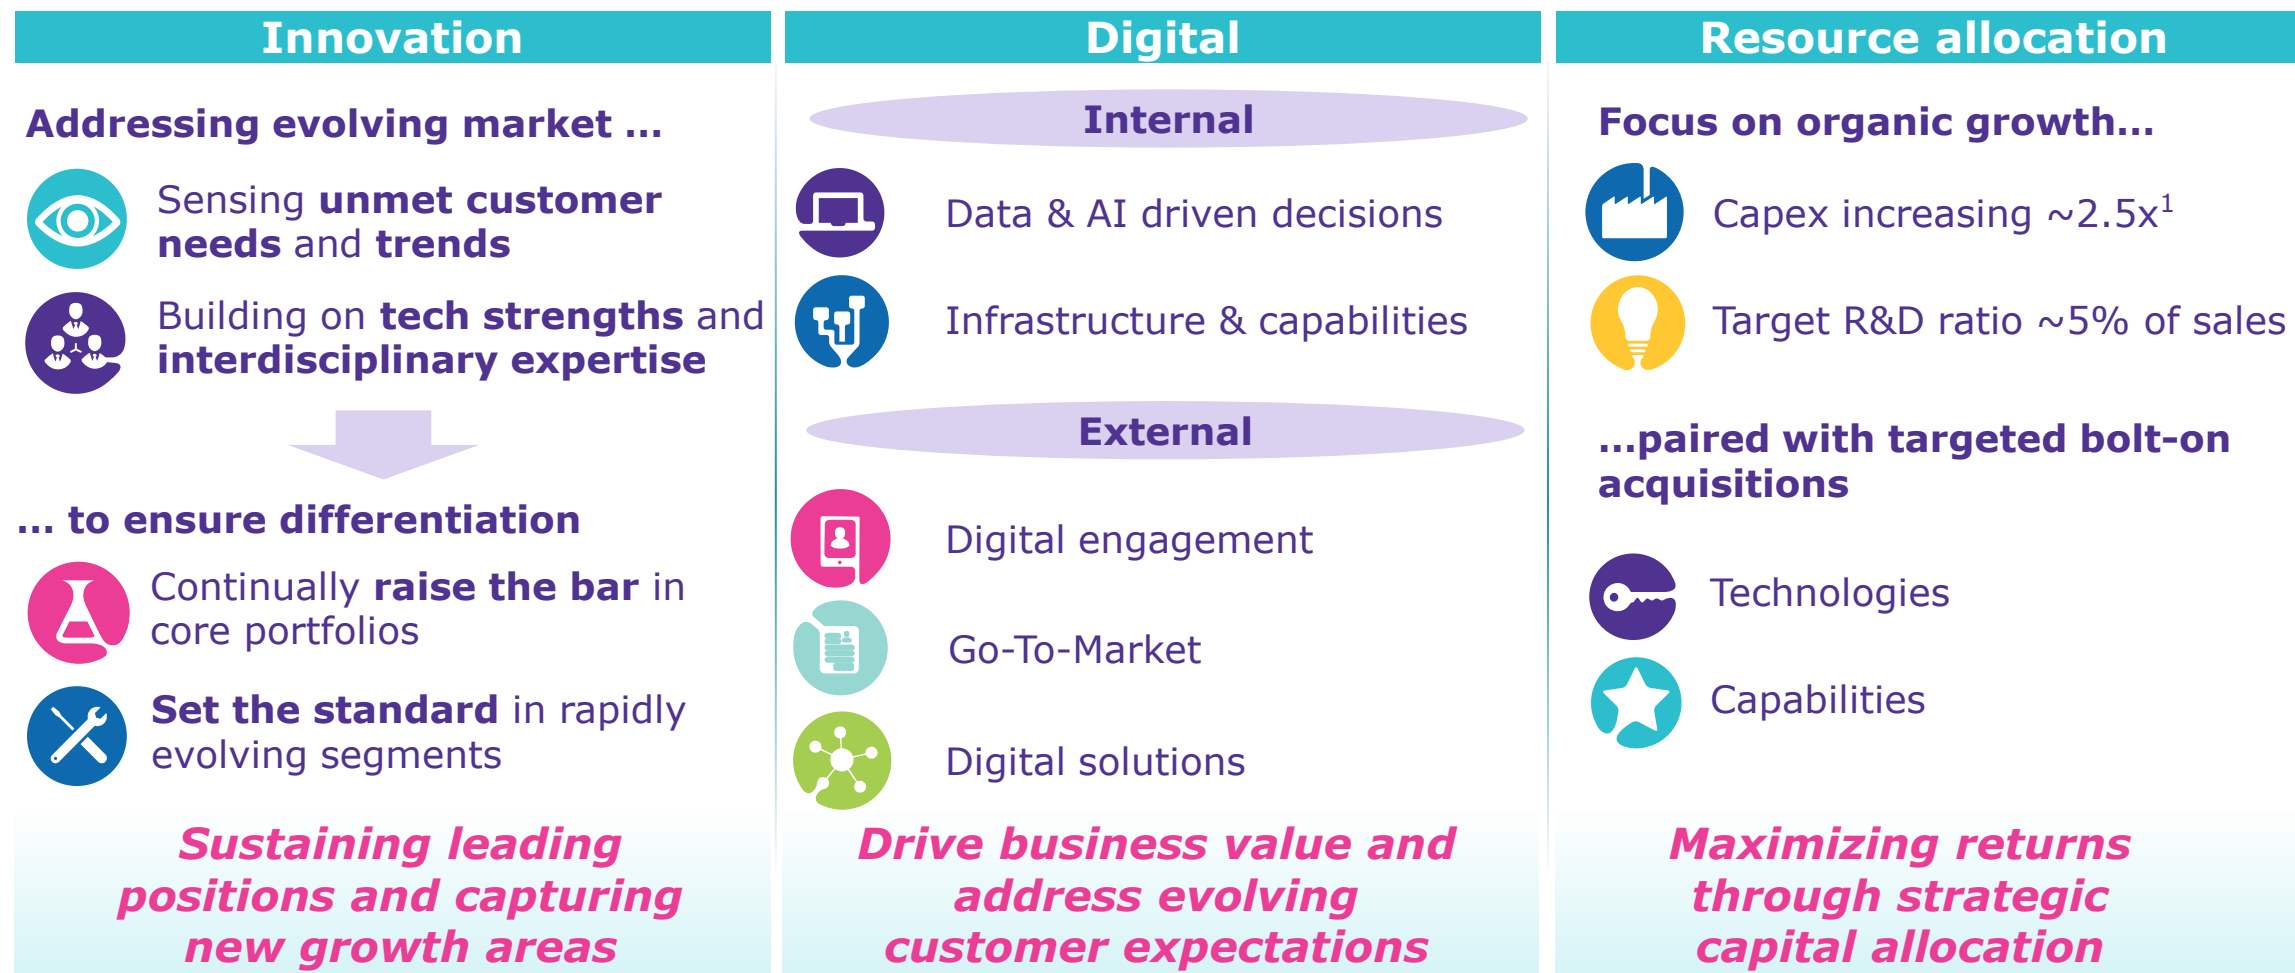 Innovation
Addressing evolving market ...
Sensing unmet customer
needs and trends
Building on tech strengths and
interdisciplinary expertise
... to ensure differentiation
Continually raise the bar in
core portfolios
Set the standard in rapidly
evolving segments
Sustaining leading
positions and capturing
new growth areas
Digital
Internal
Data & AI driven decisions
Infrastructure & capabilities
External
Digital engagement
Go-To-Market
Digital solutions
Drive business value and
address evolving
customer expectations
Resource allocation
Focus on organic growth...
Capex increasing ~2.5x¹
Target R&D ratio ~5% of sales
...paired with targeted bolt-on
acquisitions
Technologies
Capabilities
Maximizing returns
through strategic
capital allocation